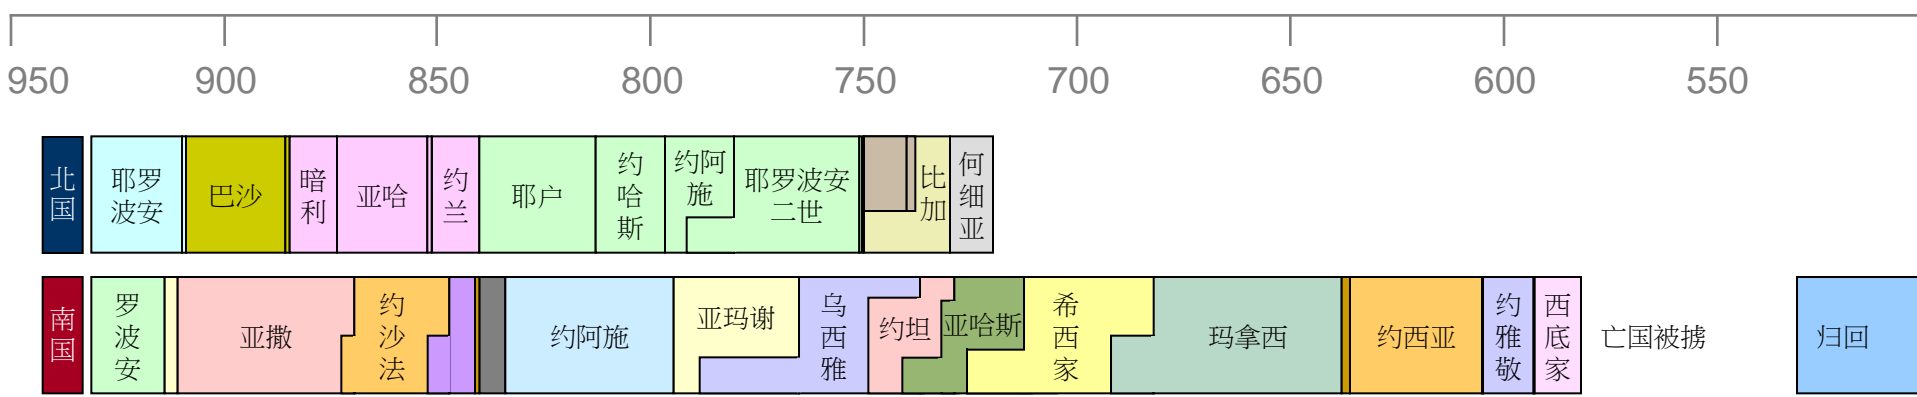 950 900 850 800 750 700 650 600 550
北国
耶罗波安
巴沙
暗利
亚哈
约兰
耶户
约哈斯
约阿施
耶罗波安二世
比加
何细亚
南国
罗波安
亚撒
约沙法
约阿施
亚玛谢
乌西雅
约坦
亚哈斯
希西家
玛拿西
约西亚
约雅敬
西底家
亡国被掳
归回